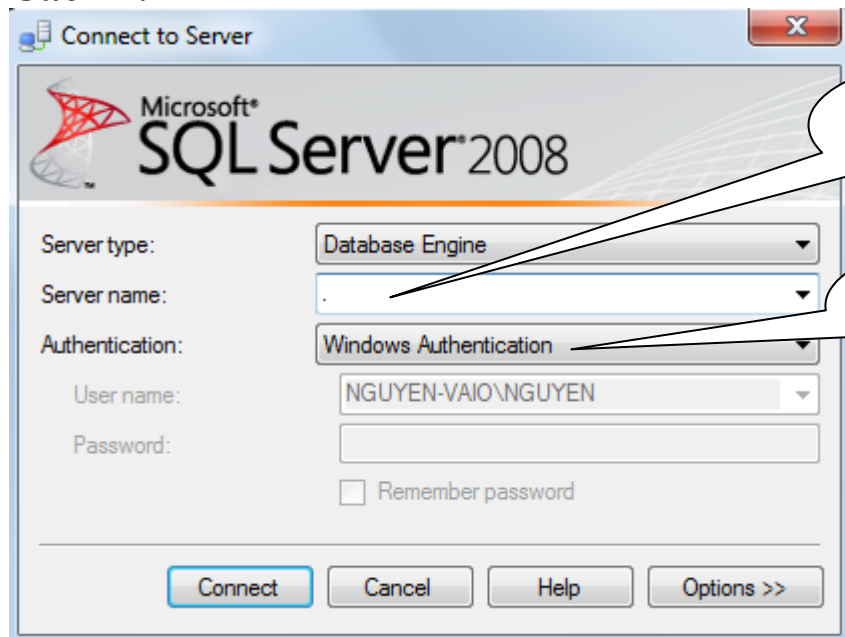 Connect to Server
Microsoft®
SQL Server® 2008
Server type: Database Engine
Server name: .
Authentication: Windows Authentication
User name: NGUYEN-VAIO\NGUYEN
Password:
Remember password
Connect Cancel Help Options >>